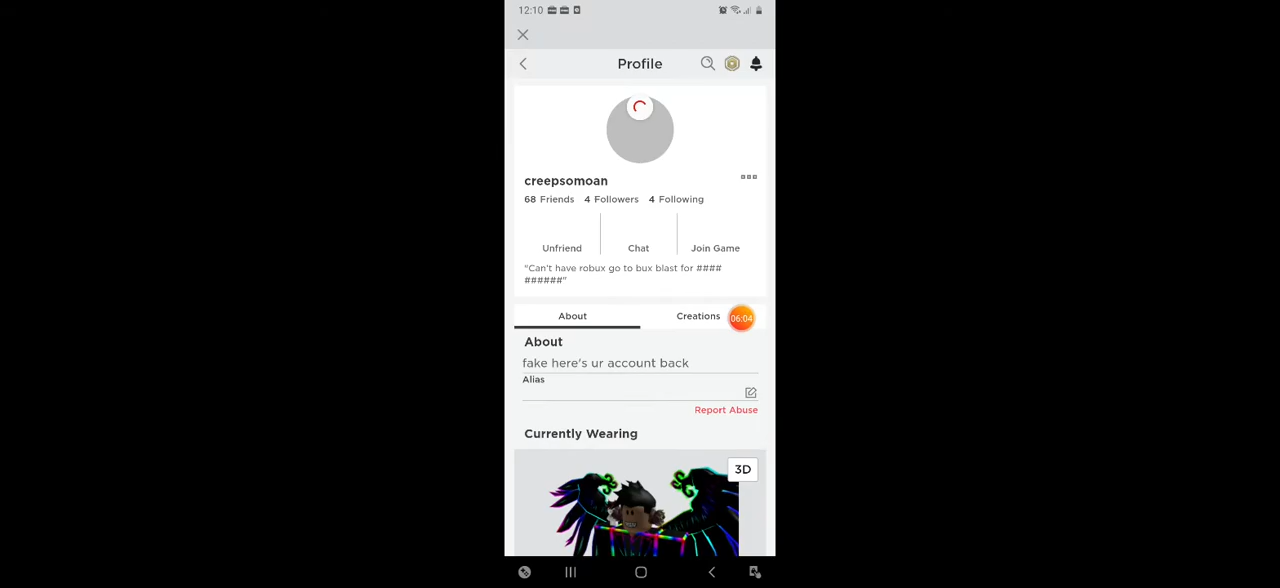 12:10
Profile
creepsomoan
68 Friends 4 Followers 4 Following
Unfriend Chat Join Game
"Can't have robux go to bux blast for ####
######"
About Creations
06:04
About
fake here's ur account back
Alias
Report Abuse
Currently Wearing
3D